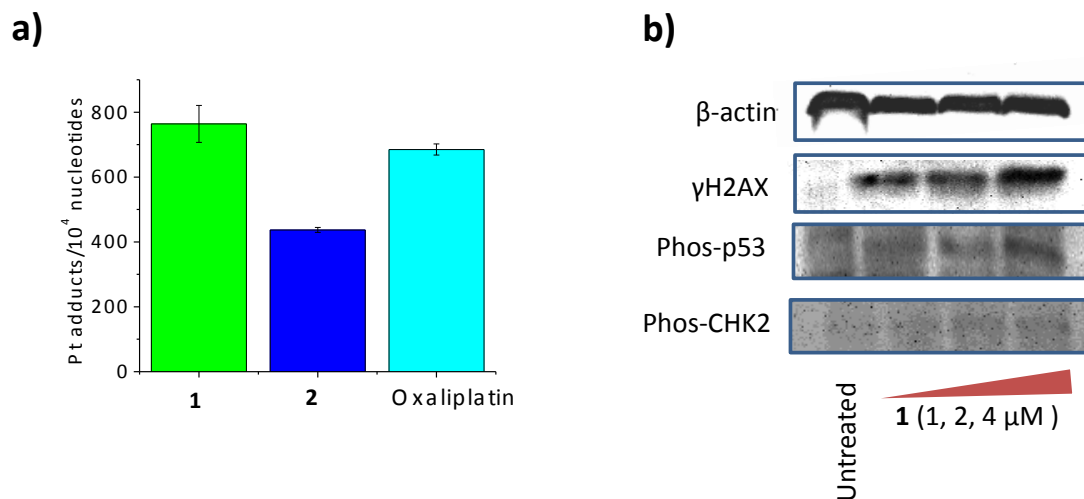 a)
Pt adducts/10⁴ nucleotides
800
600
400
200
0
1
2
Oxaliplatin
b)
β-actin
γH2AX
Phos-p53
Phos-CHK2
Untreated
1 (1, 2, 4 μM )